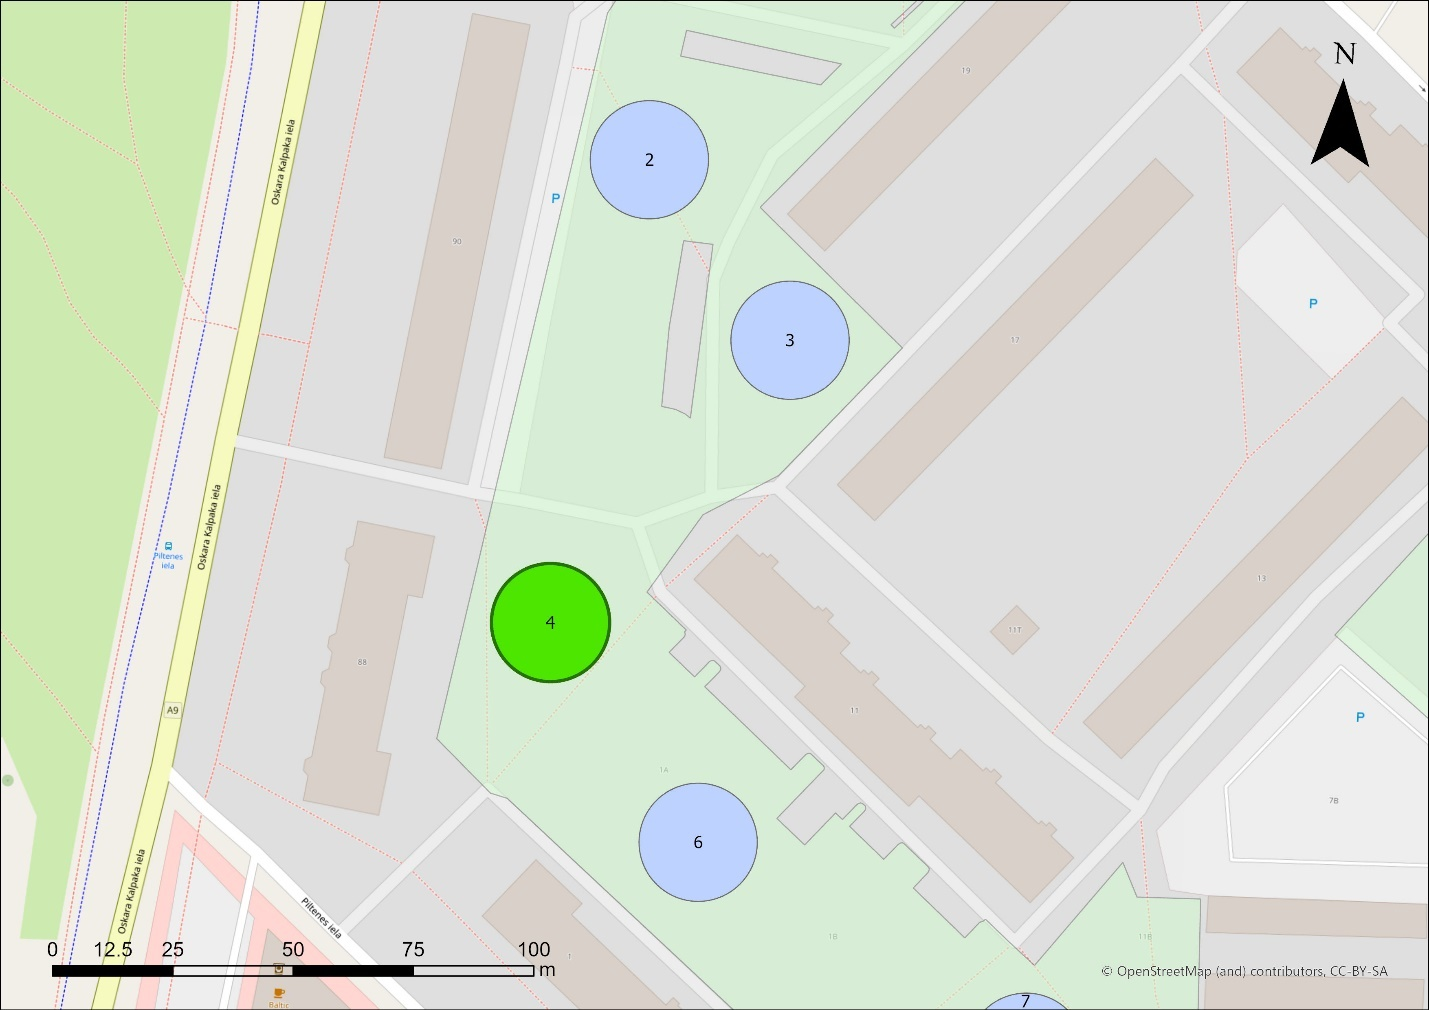 N
19
2
P
90
Oskara Kalpaka iela
3
12
P
Oskara Kalpaka iela
Piltenes
iela
4
13
11T
88
A9
11
P
1A
7B
6
Oskara Kalpaka iela
Piltenes iela
1B
11B
0 12.5 25 50 75 100
m
© OpenStreetMap (and) contributors, CC-BY-SA
Baltic
7